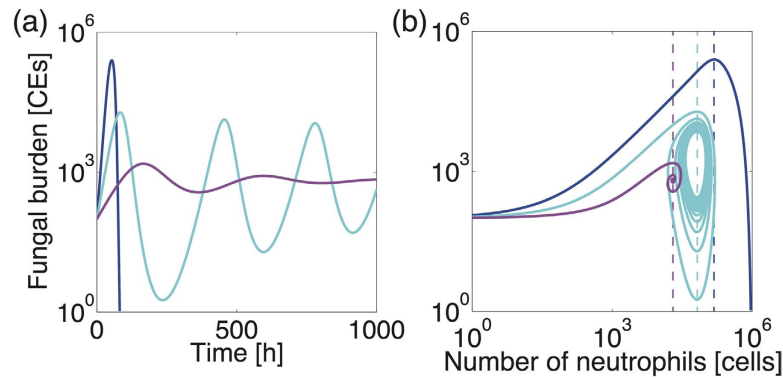 (a)
Fungal burden [CEs]
10^6
10^3
10^0
0
500
1000
Time [h]
(b)
10^6
10^3
10^0
10^0
10^3
10^6
Number of neutrophils [cells]